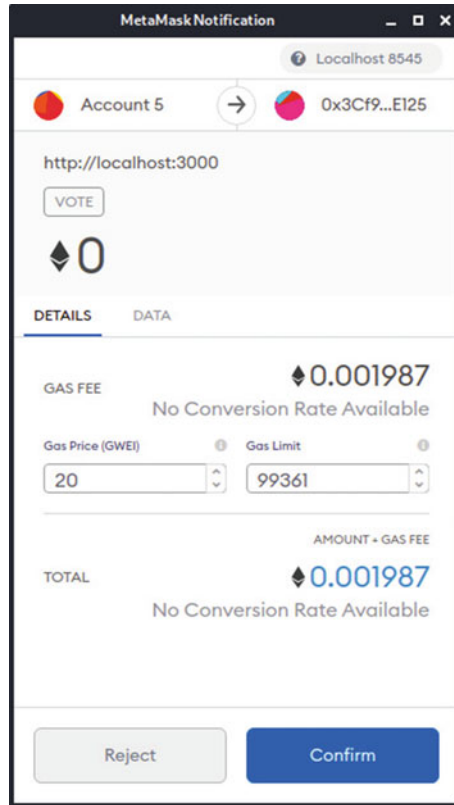 MetaMask Notification
Localhost 8545
Account 5 0x3Cf9...E125
http://localhost:3000
VOTE
0
DETAILS DATA
GAS FEE 0.001987
No Conversion Rate Available
Gas Price (GWEI) Gas Limit
20 99361
AMOUNT + GAS FEE
TOTAL 0.001987
No Conversion Rate Available
Reject Confirm